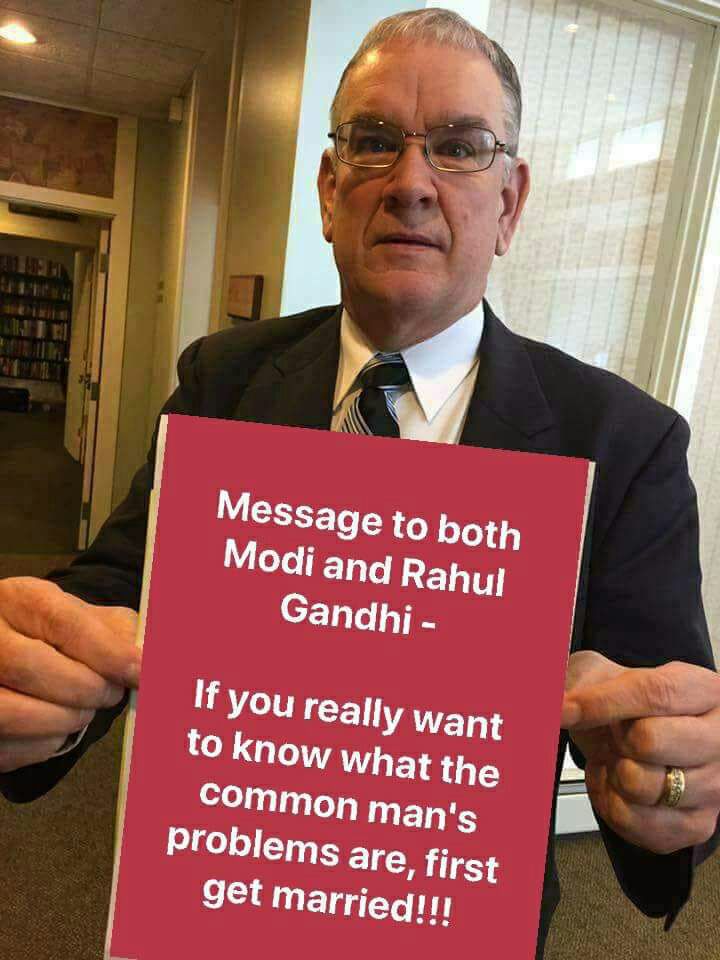 Message to both
Modi and Rahul
Gandhi -
If you really want
to know what the
common man's
problems are, first
get married!!!